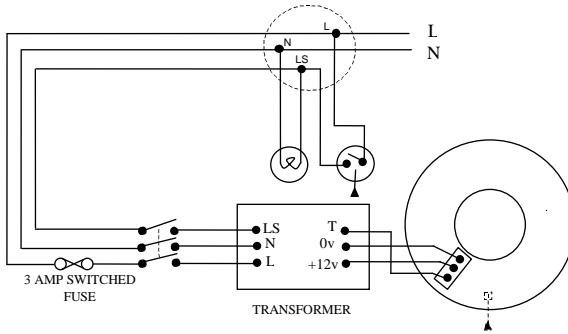 L
N
L
N
LS
LS
N
L
T
0v
+12v
3 AMP SWITCHED
FUSE
TRANSFORMER